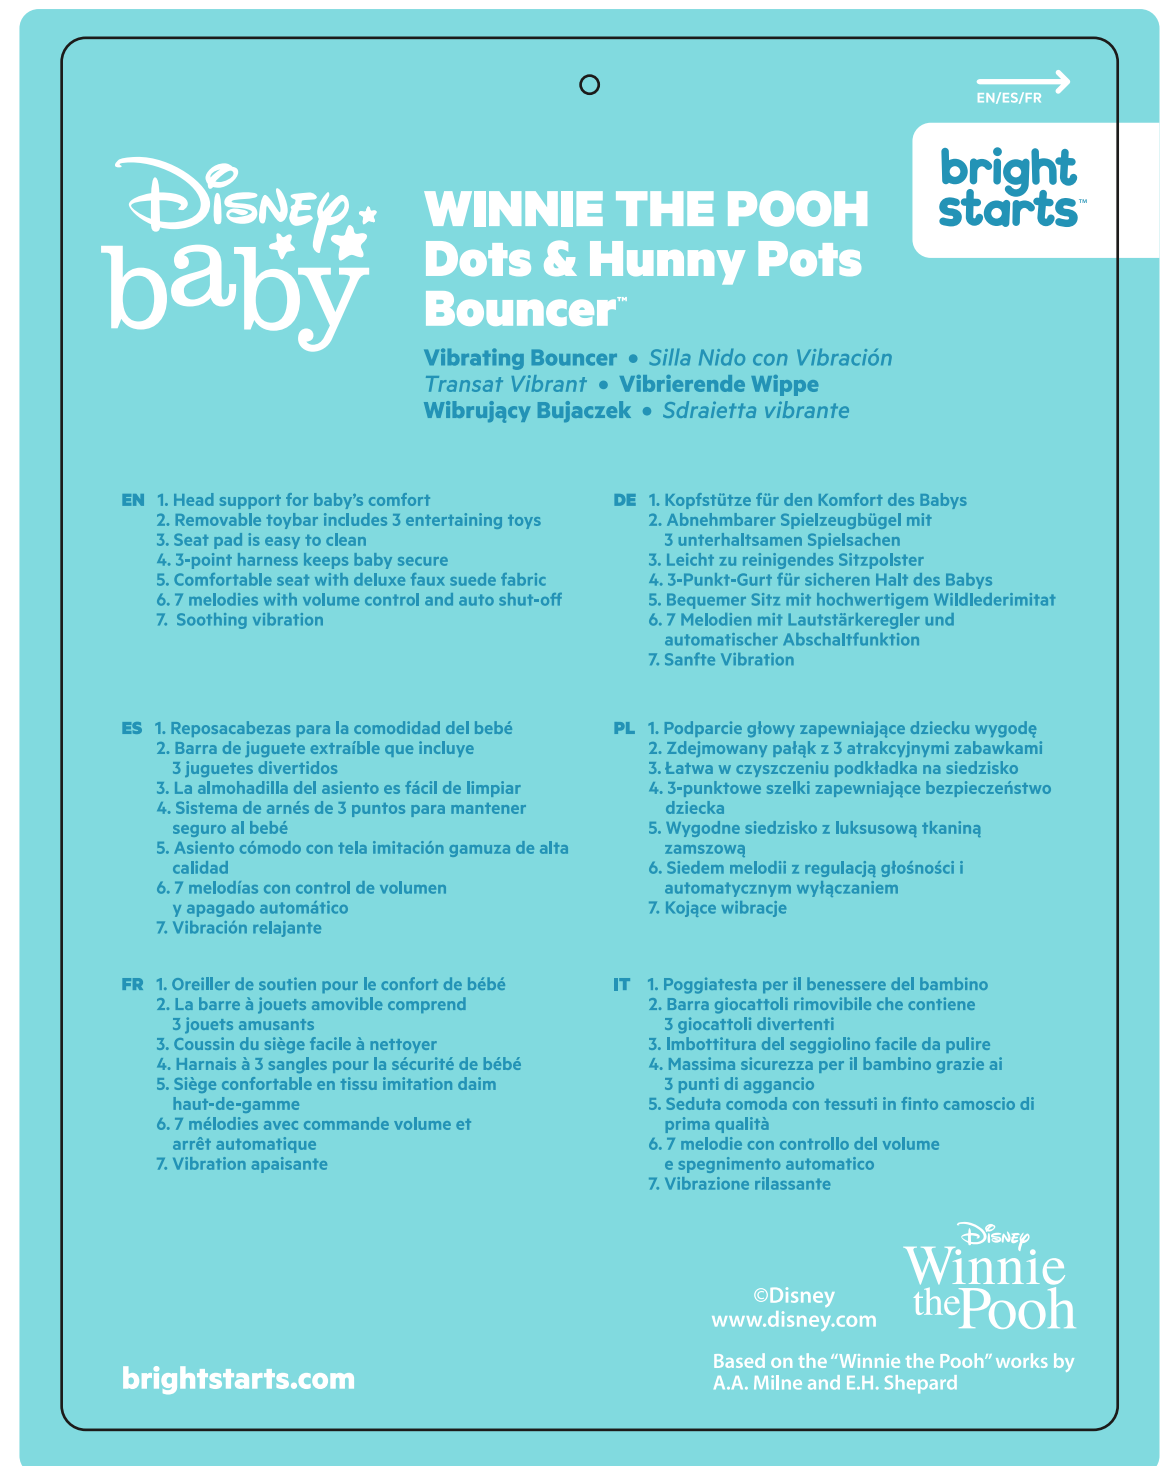 EN/ES/FR
bright
starts™
Disney
baby
WINNIE THE POOH
Dots & Hunny Pots
Bouncer™
Vibrating Bouncer • Silla Nido con Vibración
Transat Vibrant • Vibrierende Wippe
Wibrujący Bujaczek • Sdraietta vibrante
EN 1. Head support for baby’s comfort
2. Removable toybar includes 3 entertaining toys
3. Seat pad is easy to clean
4. 3-point harness keeps baby secure
5. Comfortable seat with deluxe faux suede fabric
6. 7 melodies with volume control and auto shut-off
7. Soothing vibration
DE 1. Kopfstütze für den Komfort des Babys
2. Abnehmbarer Spielzeugbügel mit
3 unterhaltsamen Spielsachen
3. Leicht zu reinigendes Sitzpolster
4. 3-Punkt-Gurt für sicheren Halt des Babys
5. Bequemer Sitz mit hochwertigem Wildlederimitat
6. 7 Melodien mit Lautstärkeregler und
automatischer Abschaltfunktion
7. Sanfte Vibration
ES 1. Reposacabezas para la comodidad del bebé
2. Barra de juguete extraíble que incluye
3 juguetes divertidos
3. La almohadilla del asiento es fácil de limpiar
4. Sistema de arnés de 3 puntos para mantener
seguro al bebé
5. Asiento cómodo con tela imitación gamuza de alta
calidad
6. 7 melodías con control de volumen
y apagado automático
7. Vibración relajante
PL 1. Podparcie głowy zapewniające dziecku wygodę
2. Zdejmowany pałąk z 3 atrakcyjnymi zabawkami
3. Łatwa w czyszczeniu podkładka na siedzisko
4. 3-punktowe szelki zapewniające bezpieczeństwo
dziecka
5. Wygodne siedzisko z luksusową tkaniną
zamszową
6. Siedem melodii z regulacją głośności i
automatycznym wyłączaniem
7. Kojące wibracje
FR 1. Oreiller de soutien pour le confort de bébé
2. La barre à jouets amovible comprend
3 jouets amusants
3. Coussin du siège facile à nettoyer
4. Harnais à 3 sangles pour la sécurité de bébé
5. Siège confortable en tissu imitation daim
haut-de-gamme
6. 7 mélodies avec commande volume et
arrêt automatique
7. Vibration apaisante
IT 1. Poggiatesta per il benessere del bambino
2. Barra giocattoli rimovibile che contiene
3 giocattoli divertenti
3. Imbottitura del seggiolino facile da pulire
4. Massima sicurezza per il bambino grazie ai
3 punti di aggancio
5. Seduta comoda con tessuti in finto camoscio di
prima qualità
6. 7 melodie con controllo del volume
e spegnimento automatico
7. Vibrazione rilassante
Disney
Winnie
the Pooh
©Disney
www.disney.com
Based on the “Winnie the Pooh” works by
A.A. Milne and E.H. Shepard
brightstarts.com